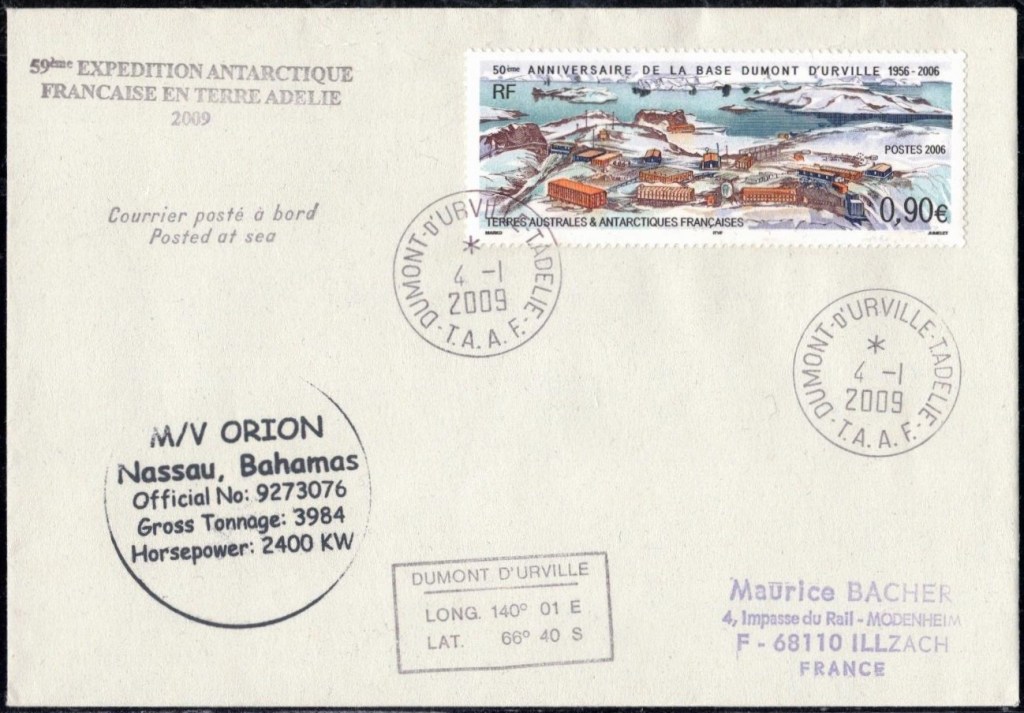 59ème EXPEDITION ANTARCTIQUE
FRANCAISE EN TERRE ADELIE
2009
50ème ANNIVERSAIRE DE LA BASE DUMONT D'URVILLE 1956-2006
RF
POSTES 2006
0,90€
TERRES AUSTRALES & ANTARCTIQUES FRANÇAISES
Courrier posté à bord
Posted at sea
DUMONT-D'URVILLE-T.ADELIE
*
4 -1
2009
-T.A.A.F.-
DUMONT-D'URVILLE-T.ADELIE
*
4 -1
2009
-T.A.A.F.-
M/V ORION
Nassau, Bahamas
Official No: 9273076
Gross Tonnage: 3984
Horsepower: 2400 KW
DUMONT D'URVILLE
LONG. 140° 01 E
LAT. 66° 40 S
Maurice BACHER
4, Impasse du Rail - MODENHEIM
F - 68110 ILLZACH
FRANCE